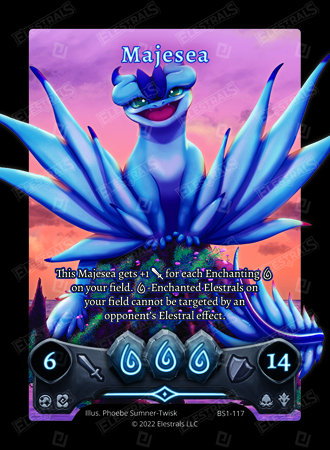 Majesea
This Majesea gets +1 for each Enchanting
on your field. -Enchanted Elestrals on
your field cannot be targeted by an
opponent's Elestral effect.
6
14
Illus. Phoebe Sumner-Twisk
BS1-117
© 2022 Elestrals LLC
ELESTRALS